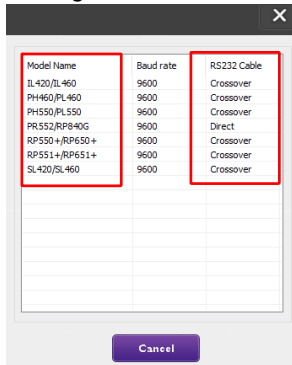 Model Name Baud rate RS232 Cable
IL420/IL460 9600 Crossover
PH460/PL460 9600 Crossover
PH550/PL550 9600 Crossover
PR552/RP840G 9600 Direct
RP550+/RP650+ 9600 Crossover
RP551+/RP651+ 9600 Crossover
SL420/SL460 9600 Crossover
Cancel